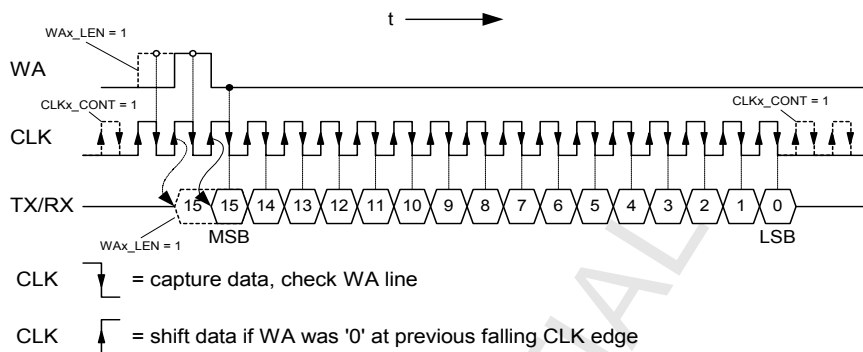 t
WAx_LEN = 1
WA
CLKx_CONT = 1
CLKx_CONT = 1
CLK
TX/RX
15 15 14 13 12 11 10 9 8 7 6 5 4 3 2 1 0
WAx_LEN = 1
MSB
LSB
CLK = capture data, check WA line
CLK = shift data if WA was '0' at previous falling CLK edge